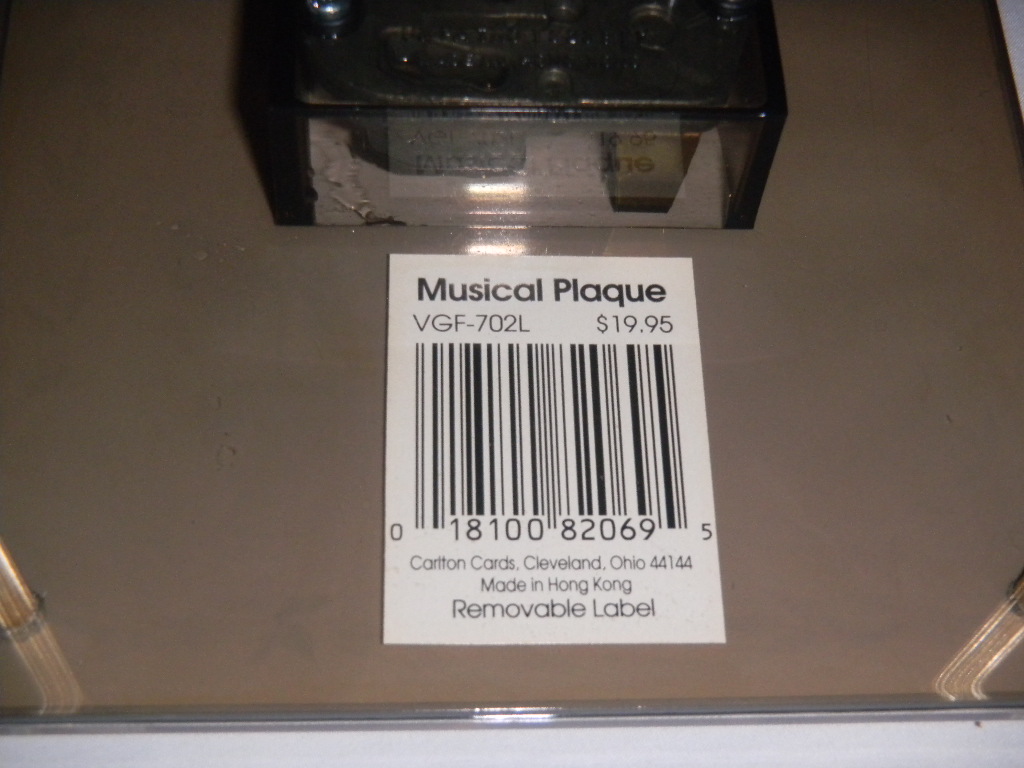 Musical Plaque
VGF-702L $19.95
0 18100 82069 5
Carlton Cards, Cleveland, Ohio 44144
Made in Hong Kong
Removable Label